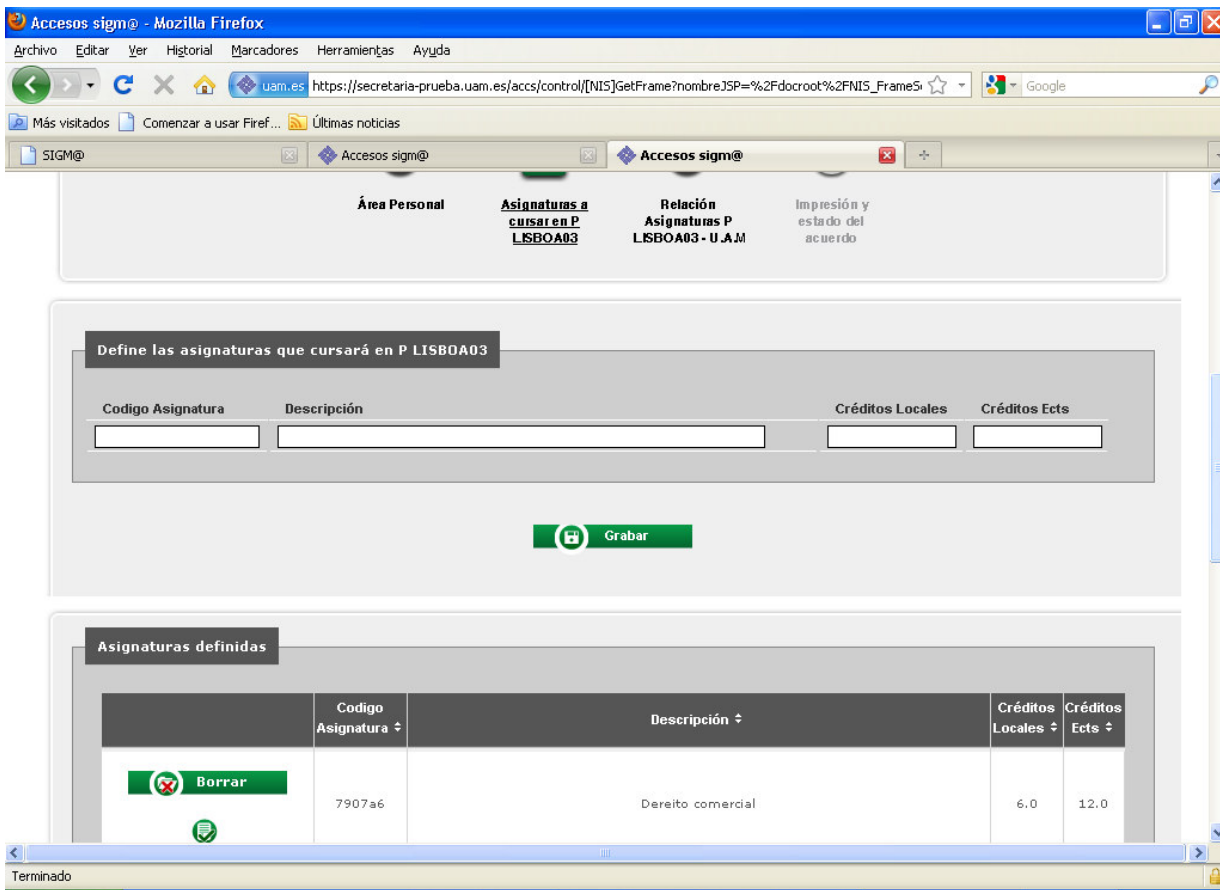 Accesos sigm@ - Mozilla Firefox
Archivo Editar Ver Historial Marcadores Herramientas Ayuda
uam.es https://secretaria-prueba.uam.es/accs/control/[NIS]GetFrame?nombreJSP=%2Fdocroot%2FNIS_FrameS Google
Más visitados Comenzar a usar Firef... Últimas noticias
SIGM@ Accesos sigm@ Accesos sigm@
Área Personal Asignaturas a Relación Impresión y
cursar en P Asignaturas P estado del
LISBOA03 LISBOA03 - U.A.M acuerdo
Define las asignaturas que cursará en P LISBOA03
Codigo Asignatura Descripción Créditos Locales Créditos Ects
Grabar
Asignaturas definidas
Codigo Créditos Créditos
Asignatura Descripción Locales Ects
Borrar
7907a6 Dereito comercial 6.0 12.0
Terminado